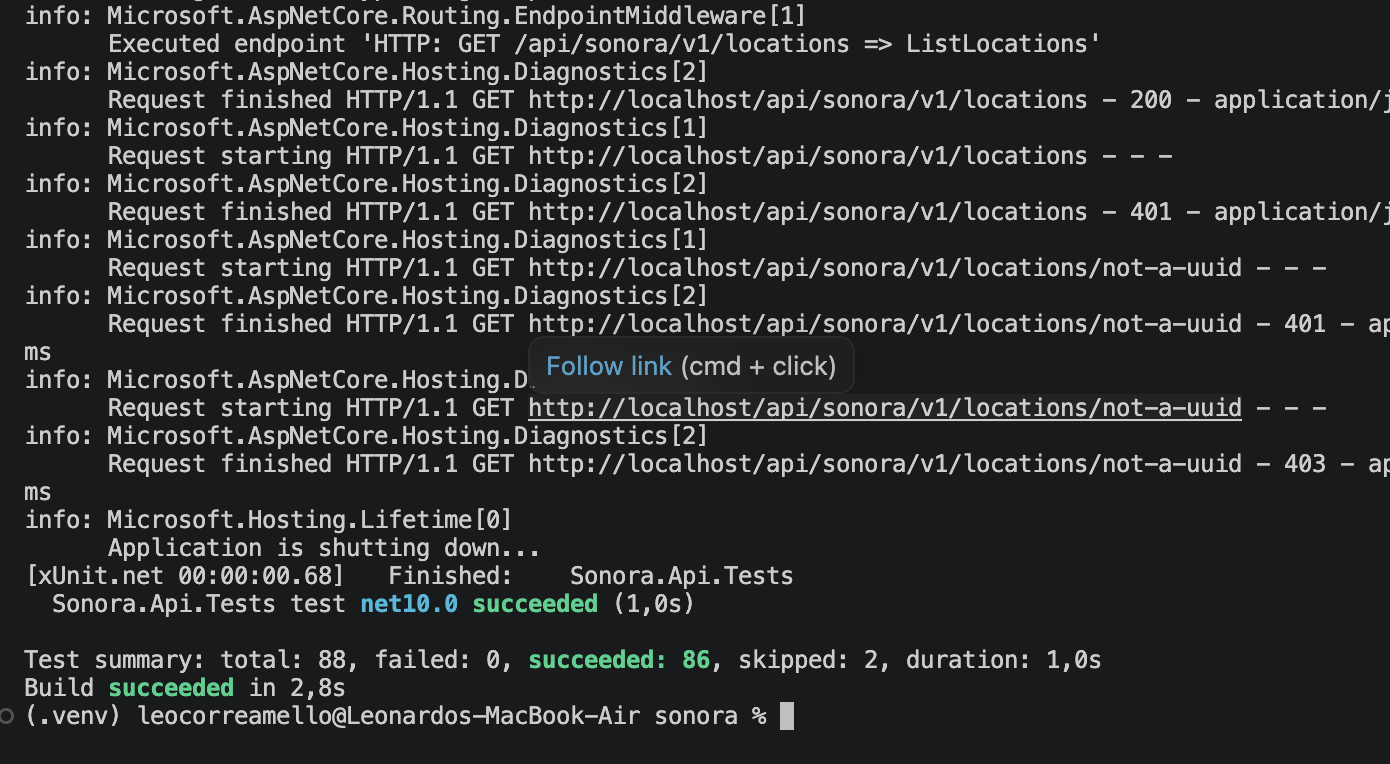 info: Microsoft.AspNetCore.Routing.EndpointMiddleware[1]
      Executed endpoint 'HTTP: GET /api/sonora/v1/locations => ListLocations'
info: Microsoft.AspNetCore.Hosting.Diagnostics[2]
      Request finished HTTP/1.1 GET http://localhost/api/sonora/v1/locations - 200 - application/j
info: Microsoft.AspNetCore.Hosting.Diagnostics[1]
      Request starting HTTP/1.1 GET http://localhost/api/sonora/v1/locations - - -
info: Microsoft.AspNetCore.Hosting.Diagnostics[2]
      Request finished HTTP/1.1 GET http://localhost/api/sonora/v1/locations - 401 - application/j
info: Microsoft.AspNetCore.Hosting.Diagnostics[1]
      Request starting HTTP/1.1 GET http://localhost/api/sonora/v1/locations/not-a-uuid - - -
info: Microsoft.AspNetCore.Hosting.Diagnostics[2]
      Request finished HTTP/1.1 GET http://localhost/api/sonora/v1/locations/not-a-uuid - 401 - ap
ms
Follow link (cmd + click)
info: Microsoft.AspNetCore.Hosting.D
      Request starting HTTP/1.1 GET http://localhost/api/sonora/v1/locations/not-a-uuid - - -
info: Microsoft.AspNetCore.Hosting.Diagnostics[2]
      Request finished HTTP/1.1 GET http://localhost/api/sonora/v1/locations/not-a-uuid - 403 - ap
ms
info: Microsoft.Hosting.Lifetime[0]
      Application is shutting down...
[xUnit.net 00:00:00.68]   Finished:    Sonora.Api.Tests
  Sonora.Api.Tests test net10.0 succeeded (1,0s)
Test summary: total: 88, failed: 0, succeeded: 86, skipped: 2, duration: 1,0s
Build succeeded in 2,8s
(.venv) leocorreamello@Leonardos-MacBook-Air sonora %